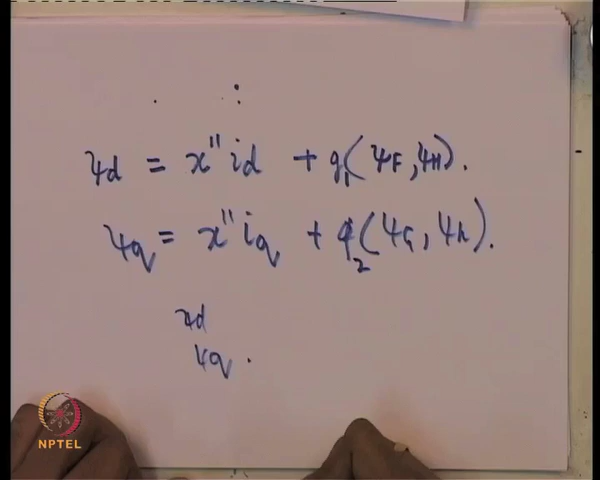 ψd = x'' id + g₁(ψF, ψH).
ψq = x'' iq + g₂(ψG, ψK).
ψd
ψq.
NPTEL